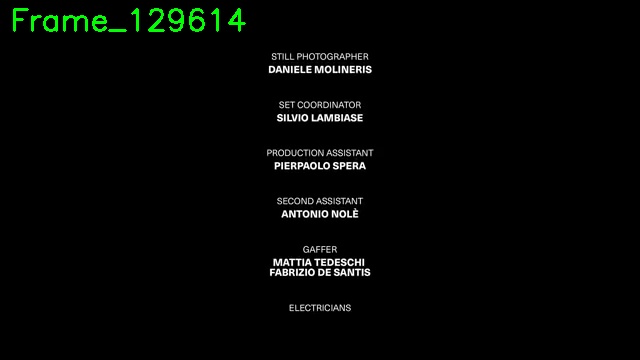 Frame_129614
STILL PHOTOGRAPHER
DANIELE MOLINERIS
SET COORDINATOR
SILVIO LAMBIASE
PRODUCTION ASSISTANT
PIERPAOLO SPERA
SECOND ASSISTANT
ANTONIO NOLÈ
GAFFER
MATTIA TEDESCHI
FABRIZIO DE SANTIS
ELECTRICIANS